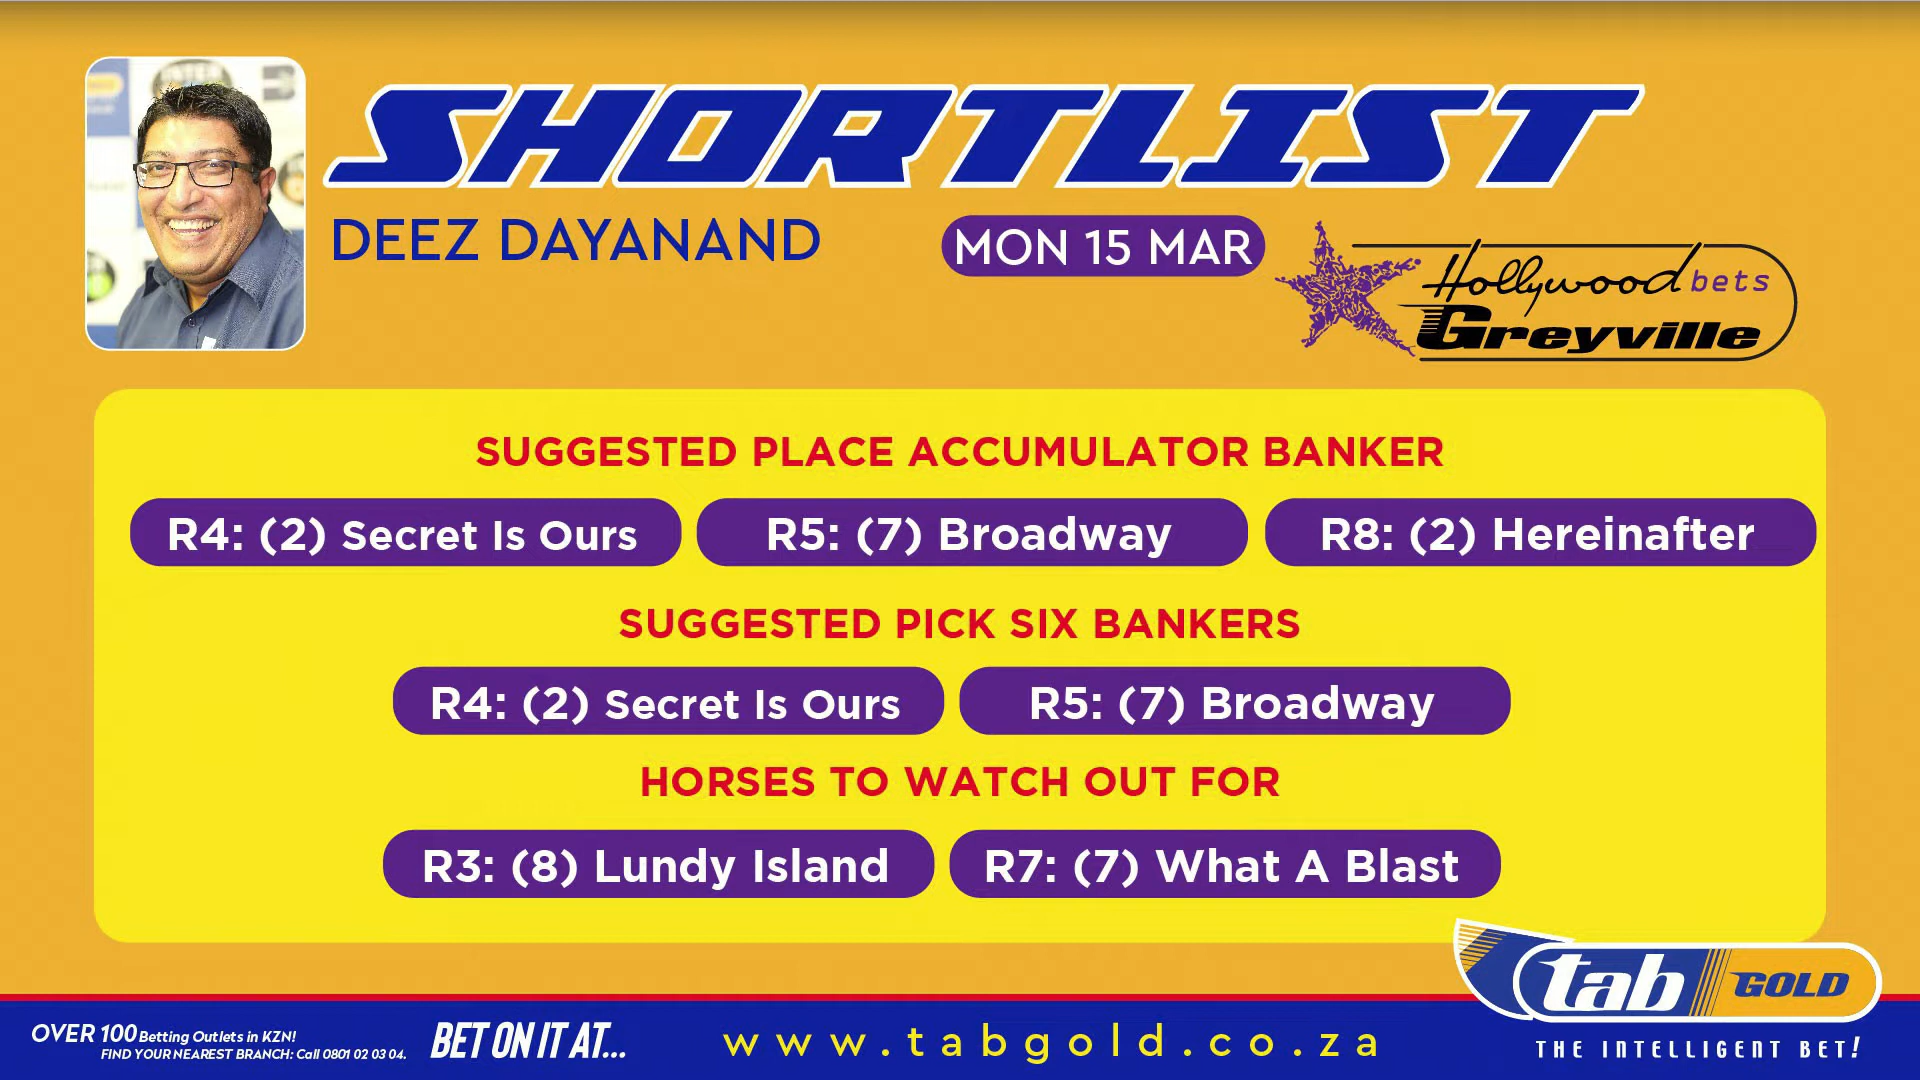 SHORTLIST
DEEZ DAYANAND
MON 15 MAR
Hollywoodbets
Greyville
SUGGESTED PLACE ACCUMULATOR BANKER
R4: (2) Secret Is Ours
R5: (7) Broadway
R8: (2) Hereinafter
SUGGESTED PICK SIX BANKERS
R4: (2) Secret Is Ours
R5: (7) Broadway
HORSES TO WATCH OUT FOR
R3: (8) Lundy Island
R7: (7) What A Blast
tab GOLD
OVER 100 Betting Outlets in KZN!
FIND YOUR NEAREST BRANCH: Call 0801 02 03 04.
BET ON IT AT...
www.tabgold.co.za
THE INTELLIGENT BET!